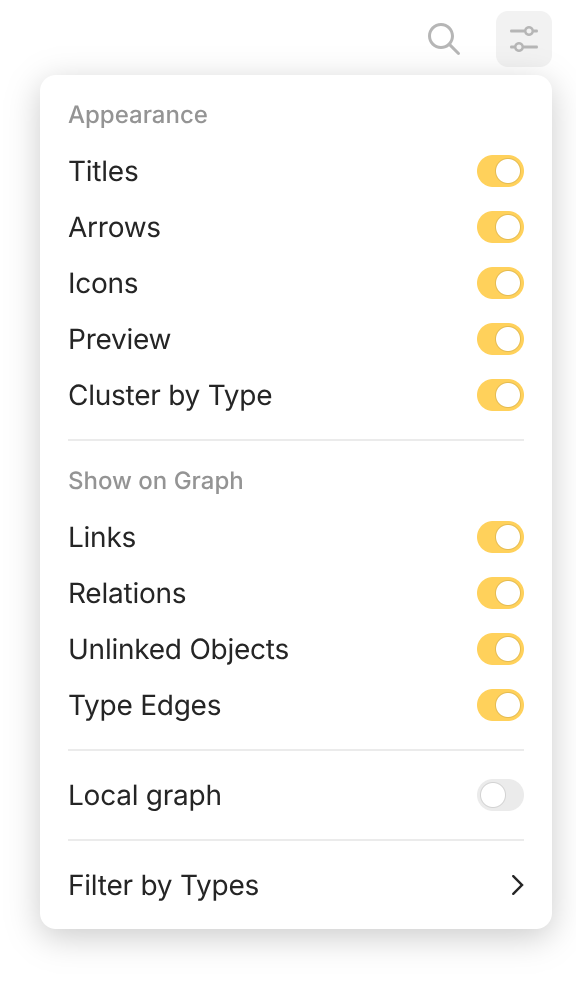 Appearance
Titles
Arrows
Icons
Preview
Cluster by Type
Show on Graph
Links
Relations
Unlinked Objects
Type Edges
Local graph
Filter by Types